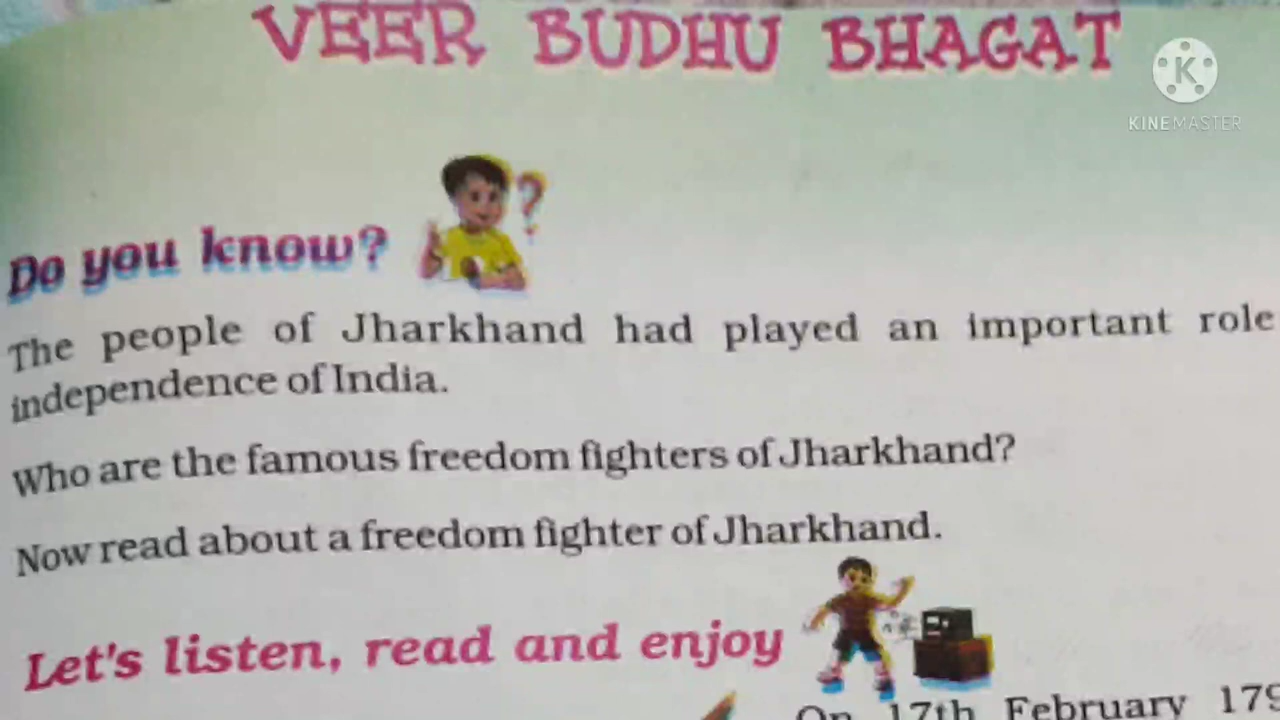 VEER BUDHU BHAGAT
KINEMASTER
Do you know?
The people of Jharkhand had played an important role
independence of India.
Who are the famous freedom fighters of Jharkhand?
Now read about a freedom fighter of Jharkhand.
Let's listen, read and enjoy
On 17th February 179